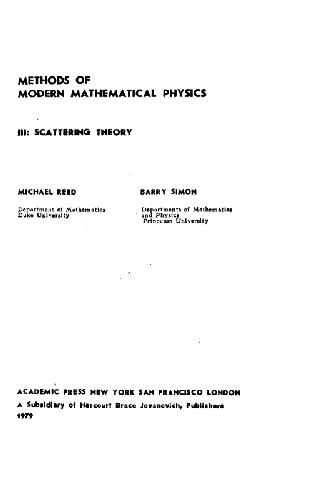 METHODS OF
MODERN MATHEMATICAL PHYSICS
III: SCATTERING THEORY
MICHAEL REED
Department of Mathematics
Duke University
BARRY SIMON
Departments of Mathematics
and Physics
Princeton University
ACADEMIC PRESS NEW YORK SAN FRANCISCO LONDON
A Subsidiary of Harcourt Brace Jovanovich, Publishers
1979